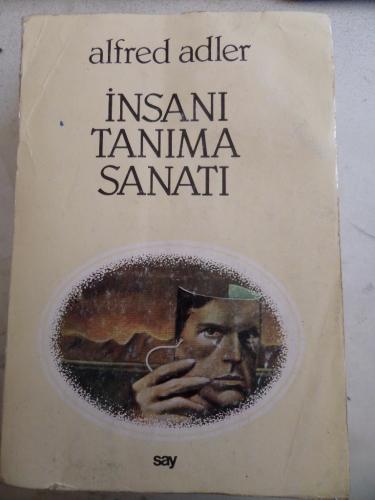 alfred adler
İNSANI
TANIMA
SANATI
say